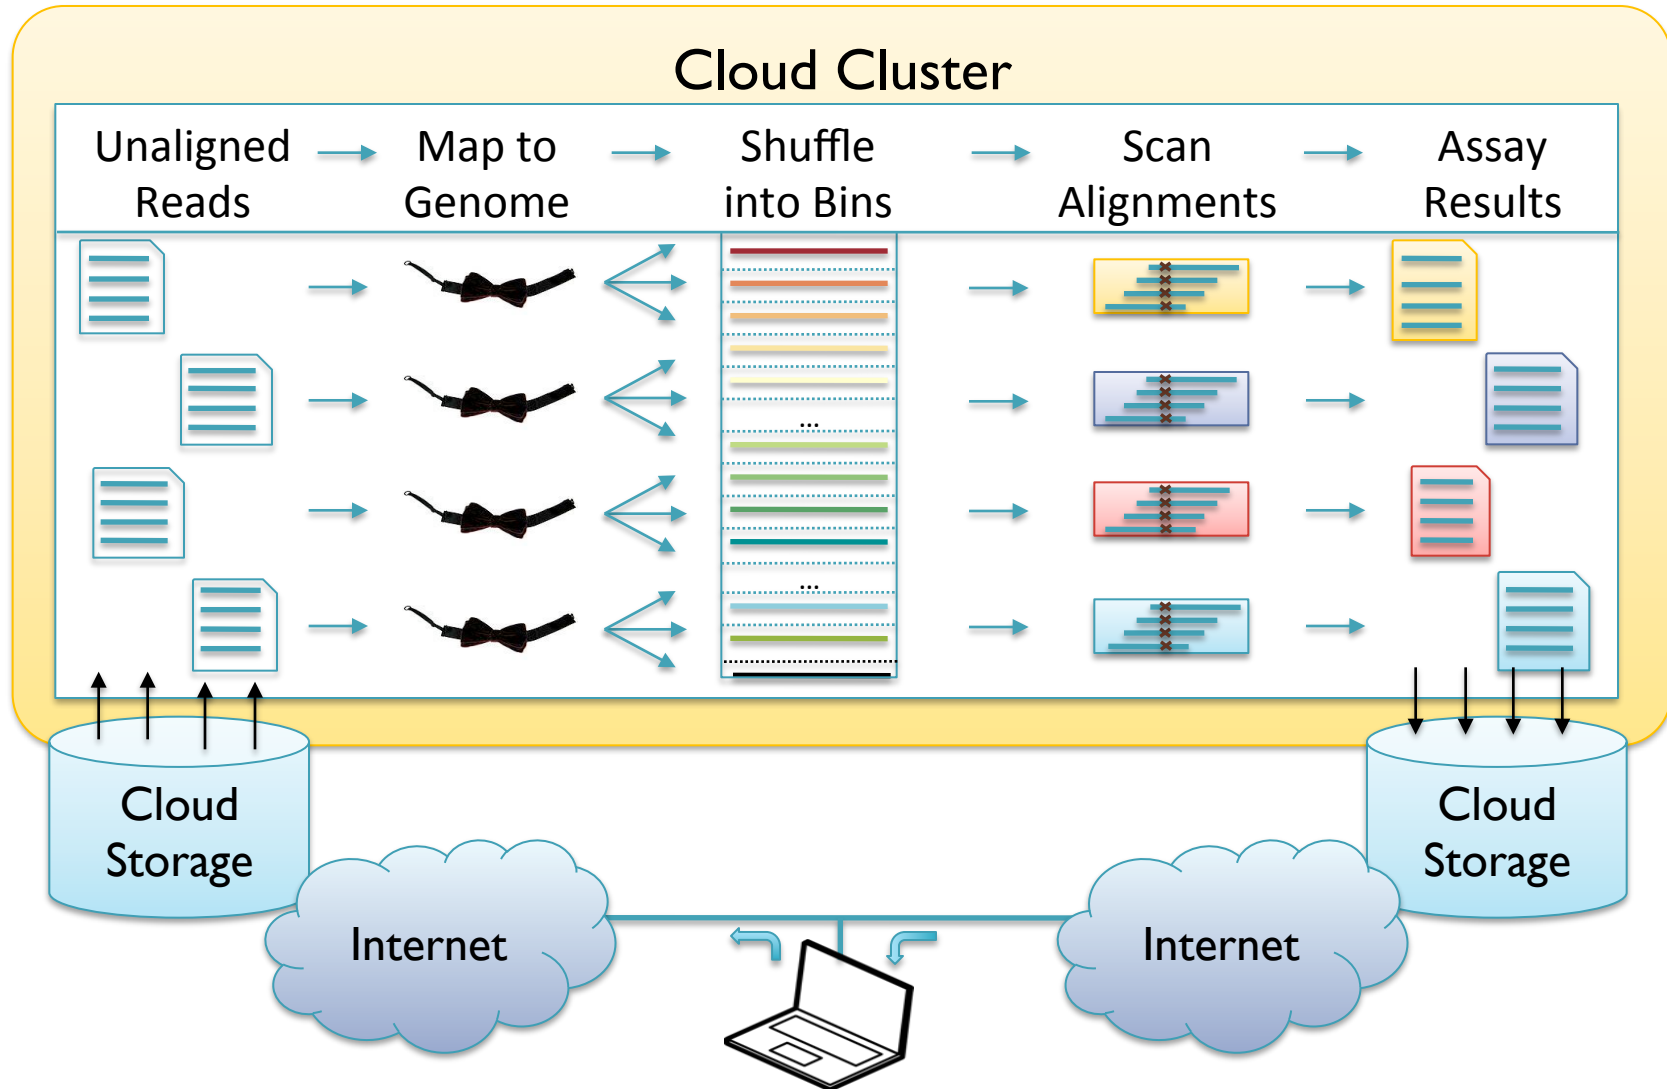 Cloud Cluster
Unaligned
Reads
Map to
Genome
Shuffle
into Bins
Scan
Alignments
Assay
Results
...
...
Cloud
Storage
Cloud
Storage
Internet
Internet